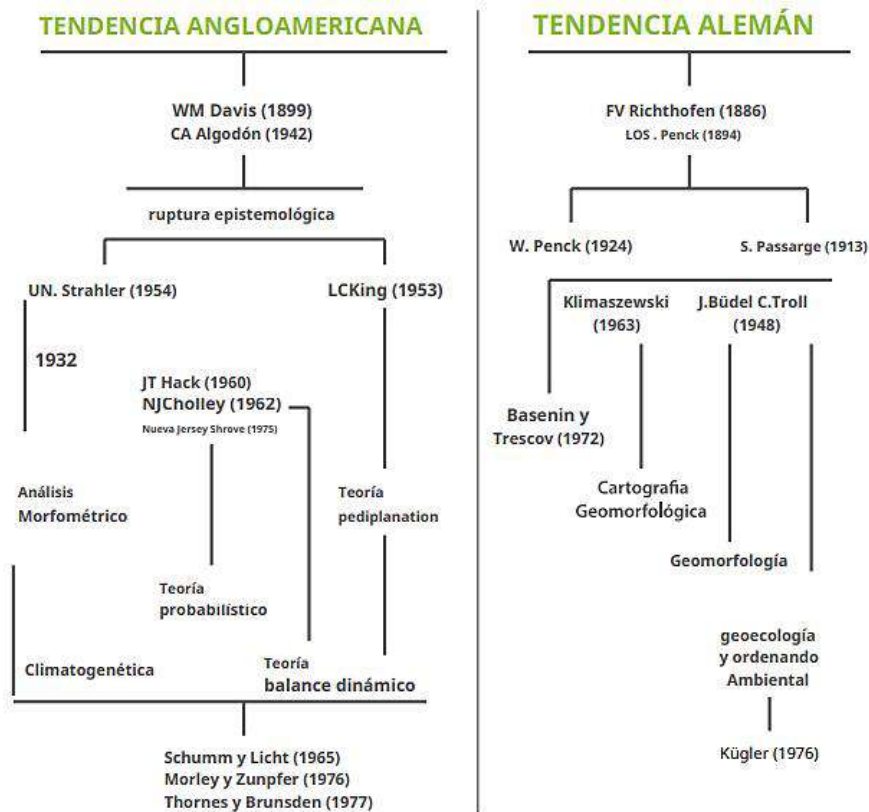 TENDENCIA ANGLOAMERICANA
WM Davis (1899)
CA Algodón (1942)
ruptura epistemológica
UN. Strahler (1954)
LCKing (1953)
1932
JT Hack (1960)
NJCholley (1962)
Nueva Jersey Shrove (1975)
Análisis
Morfométrico
Teoría
pediplanation
Teoría
probabilístico
Climatogenética
Teoría
balance dinámico
Schumm y Licht (1965)
Morley y Zunpfer (1976)
Thornes y Brunsden (1977)
TENDENCIA ALEMÁN
FV Richthofen (1886)
LOS . Penck (1894)
W. Penck (1924)
S. Passarge (1913)
Klimaszewski
(1963)
J.Büdel C.Troll
(1948)
Basenin y
Trescov (1972)
Cartografia
Geomorfológica
Geomorfología
geoecología
y ordenando
Ambiental
Kügler (1976)